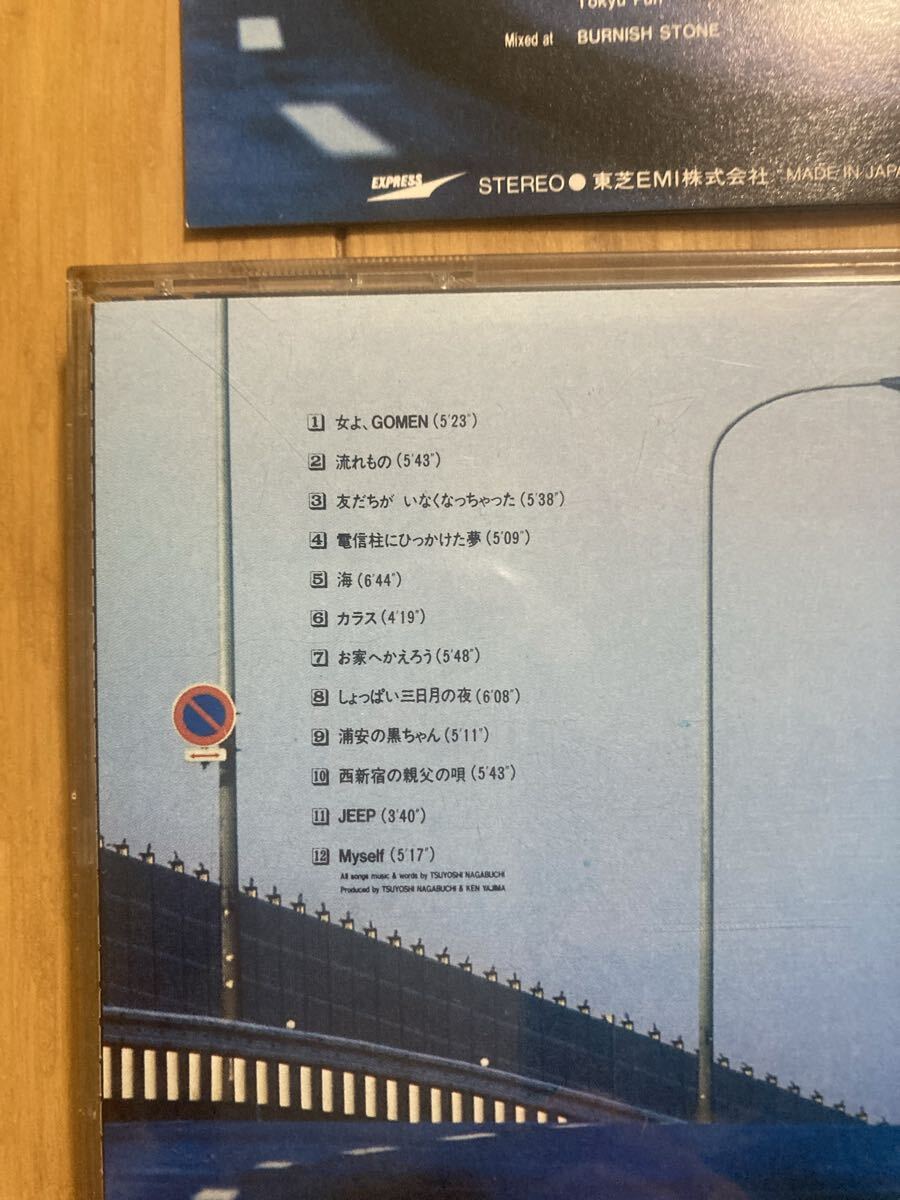 Tokyu Fun
Mixed at BURNISH STONE
EXPRESS STEREO● 東芝EMI株式会社 MADE IN JAPA
1 女よ、GOMEN (5'23")
2 流れもの (5'43")
3 友だちが いなくなっちゃった (5'38")
4 電信柱にひっかけた夢 (5'09")
5 海 (6'44")
6 カラス (4'19")
7 お家へかえろう (5'48")
8 しょっぱい三日月の夜 (6'08")
9 浦安の黒ちゃん (5'11")
10 西新宿の親父の唄 (5'43")
11 JEEP (3'40")
12 Myself (5'17")
All songs music & words by TSUYOSHI NAGABUCHI
Produced by TSUYOSHI NAGABUCHI & KEN YAJIMA